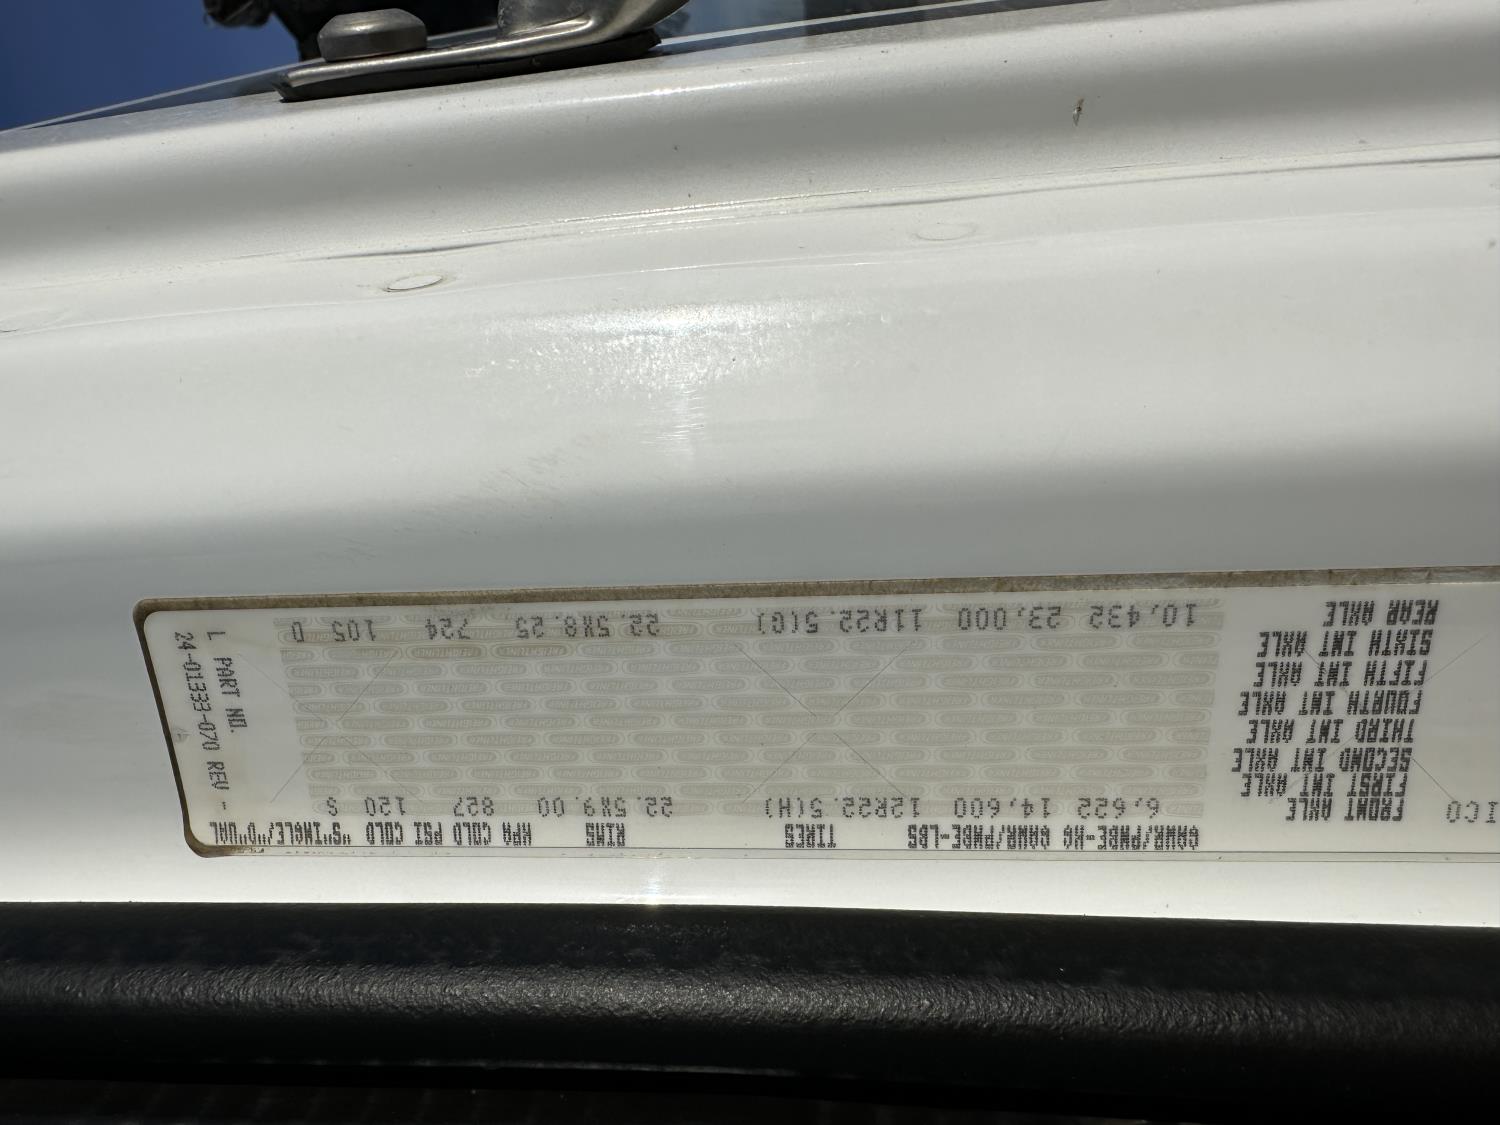 GAWR/PNBE-KG GAWR/PNBE-LBS TIRES RIMS KPA COLD PSI COLD "S"INGLE/"D"UAL
ICO FRONT AXLE 6,622 14,600 12R22.5(H) 22.5X9.00 827 120 S
FIRST INT AXLE
SECOND INT AXLE
THIRD INT AXLE
FOURTH INT AXLE
FIFTH INT AXLE
SIXTH INT AXLE
REAR AXLE 10,432 23,000 11R22.5(G) 22.5X8.25 724 105 D
L PART NO.
24-01333-070 REV -